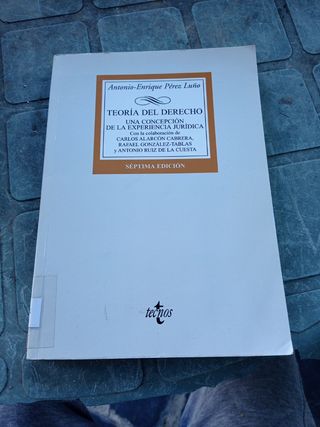 Antonio-Enrique Pérez Luño
TEORÍA DEL DERECHO
UNA CONCEPCIÓN
DE LA EXPERIENCIA JURÍDICA
Con la colaboración de
CARLOS ALARCÓN CABRERA,
RAFAEL GONZÁLEZ-TABLAS
y ANTONIO RUIZ DE LA CUESTA
SÉPTIMA EDICIÓN
tecnos